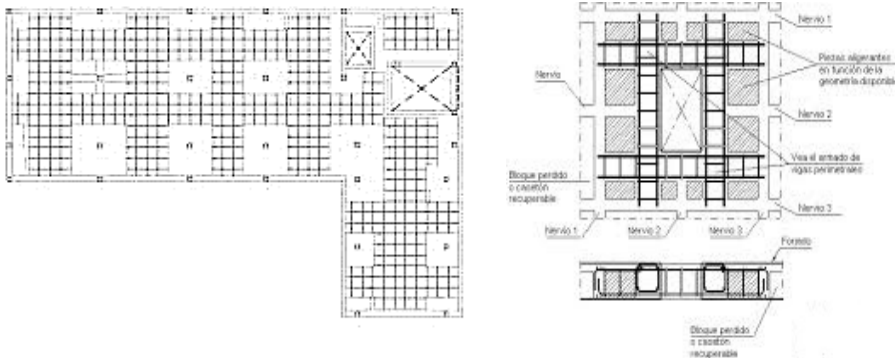 Nervio 1
Piezas aligerantes
en función de la
geometría disponible
Nervio
Nervio 2
Vea el armado de
vigas perimetrales
Bloque perdido
o casetón
recuperable
Nervio 3
Nervio 1
Nervio 2
Nervio 3
Forjado
Bloque perdido
o casetón
recuperable